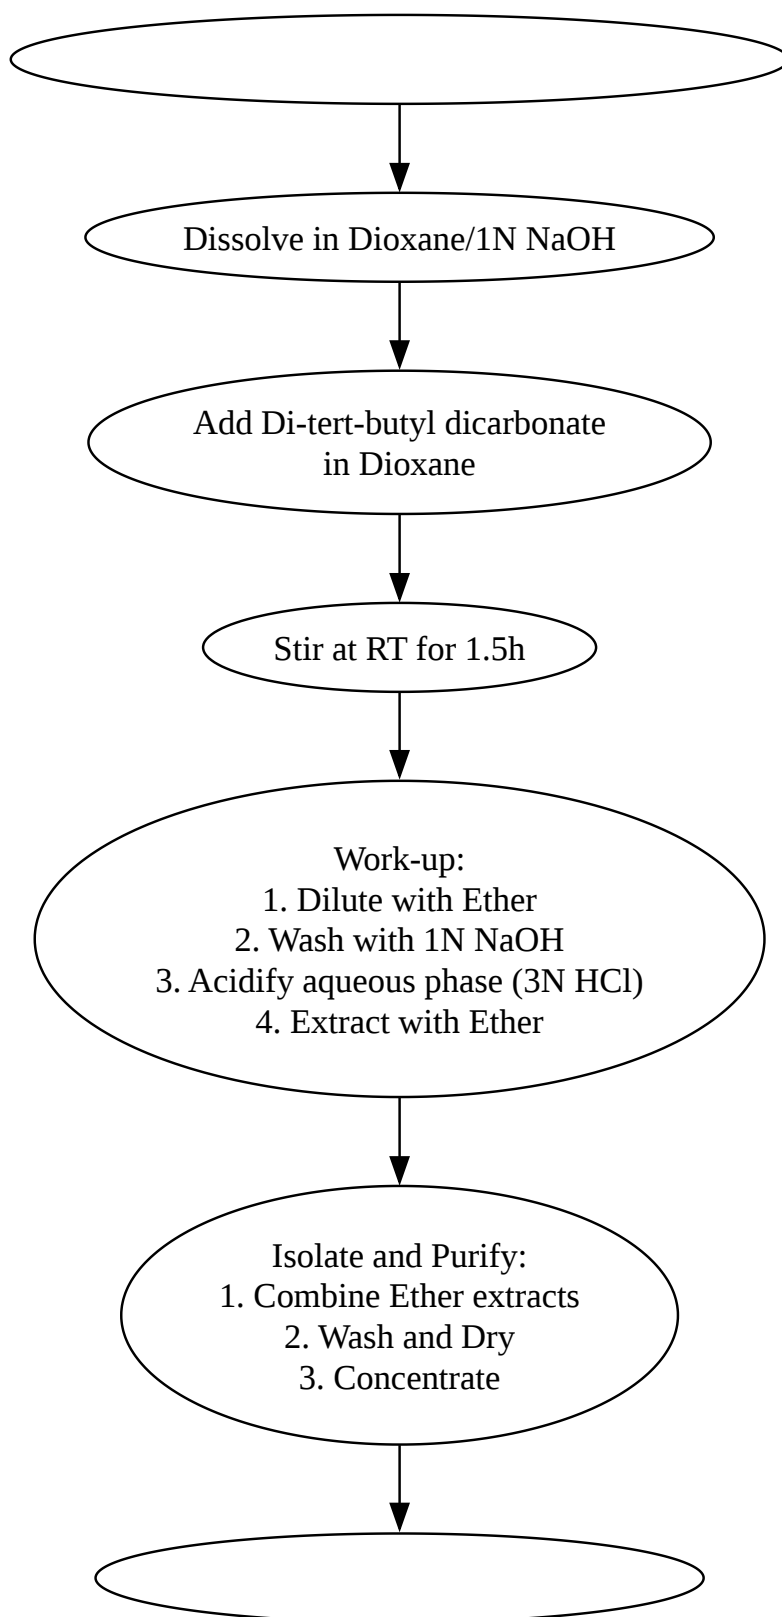 Dissolve in Dioxane/1N NaOH
Add Di-tert-butyl dicarbonate
in Dioxane
Stir at RT for 1.5h
Work-up:
1. Dilute with Ether
2. Wash with 1N NaOH
3. Acidify aqueous phase (3N HCl)
4. Extract with Ether
Isolate and Purify:
1. Combine Ether extracts
2. Wash and Dry
3. Concentrate